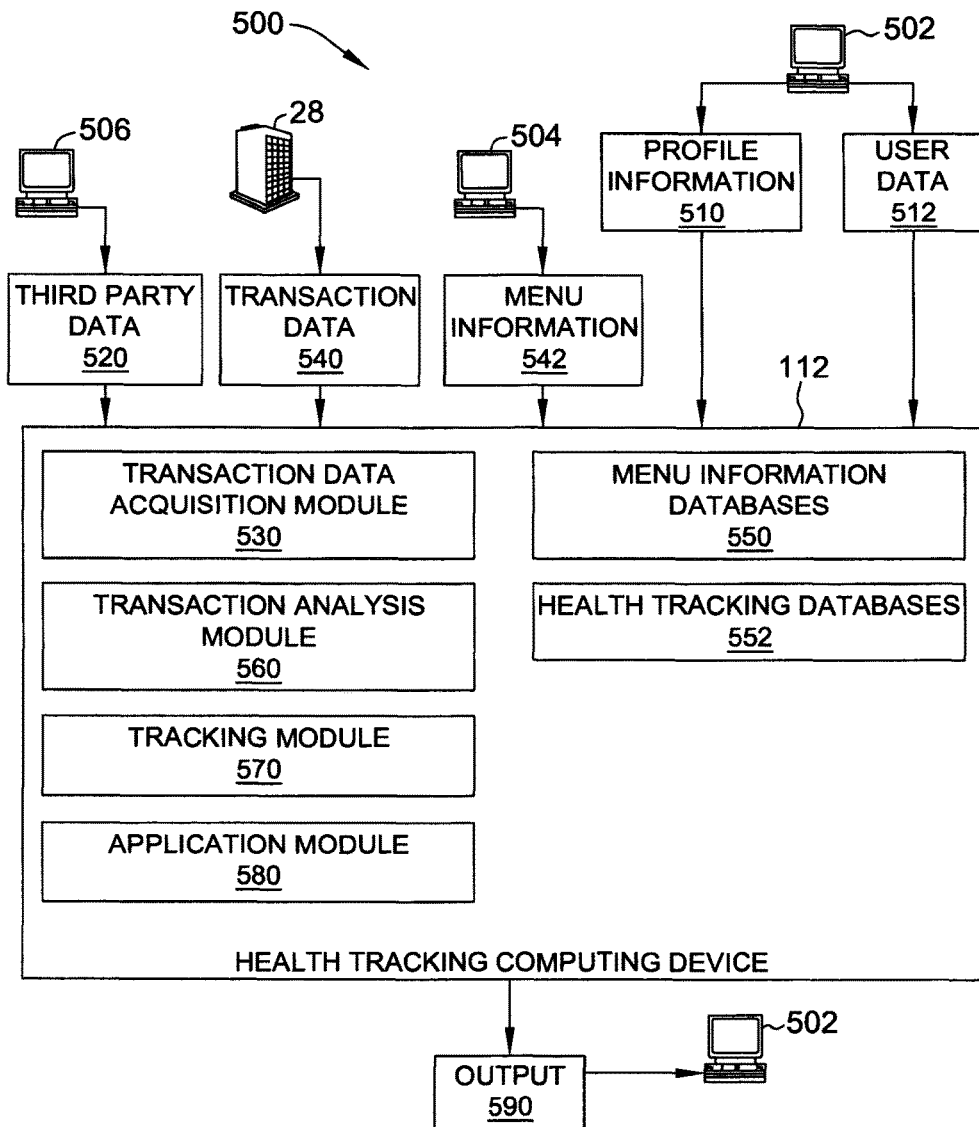 500
502
506
28
504
PROFILE
INFORMATION
510
USER
DATA
512
THIRD PARTY
DATA
520
TRANSACTION
DATA
540
MENU
INFORMATION
542
112
TRANSACTION DATA
ACQUISITION MODULE
530
MENU INFORMATION
DATABASES
550
TRANSACTION ANALYSIS
MODULE
560
HEALTH TRACKING DATABASES
552
TRACKING MODULE
570
APPLICATION MODULE
580
HEALTH TRACKING COMPUTING DEVICE
OUTPUT
590
502